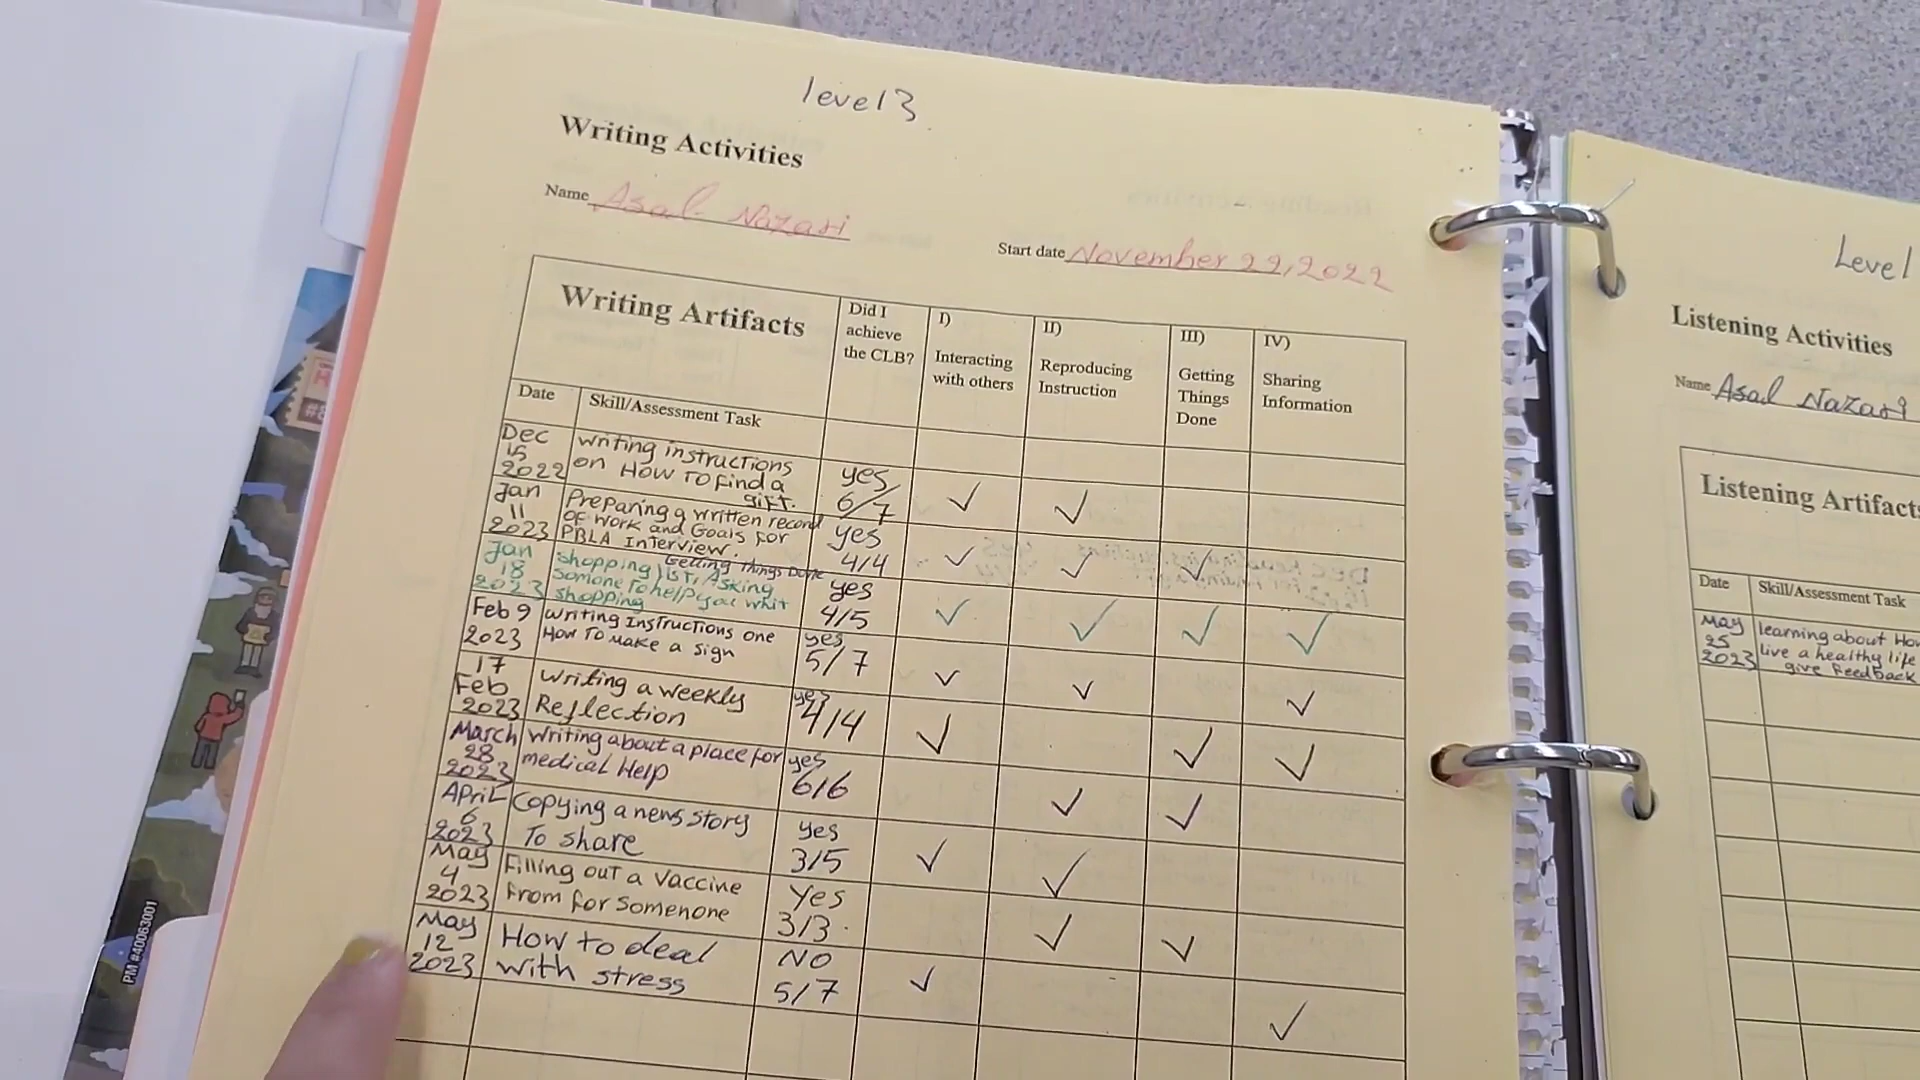 level 3
Writing Activities
Name Asal Nazari
Start date November 22, 2022
Writing Artifacts
Did I
achieve
the CLB?
I)
Interacting
with others
II)
Reproducing
Instruction
III)
Getting
Things
Done
IV)
Sharing
Information
Date
Skill/Assessment Task
Dec
15
2022
writing instructions
on HOW TO find a
gift.
yes
6/7
✓ ✓
Jan
11
2023
Preparing a written record
of work and Goals for
PBLA Interview.
yes
4/4
✓ ✓ ✓
Jan
18
2023
Getting Things Done
shopping list, Asking
somone To help you whit
shopping
yes
4/5
✓ ✓ ✓ ✓
Feb 9
2023
writing Instructions one
How To make a sign
yes
5/7
✓ ✓ ✓
17
Feb
2023
writing a weekly
Reflection
yes
4/4
✓ ✓ ✓
March
28
2023
writing about a place for
medical Help
yes
6/6
✓ ✓
April
6
2023
Copying a news story
To share
yes
3/5
✓ ✓
May
4
2023
Filling out a vaccine
from for somenone
Yes
3/3.
✓ ✓
May
12
2023
How to deal
with stress
NO
5/7
✓ ✓
Level
Listening Activities
Name Asal Nazari
Listening Artifacts
Date
Skill/Assessment Task
May
25
2023
learning about How
live a healthy life
give Feedback
PM #40063001